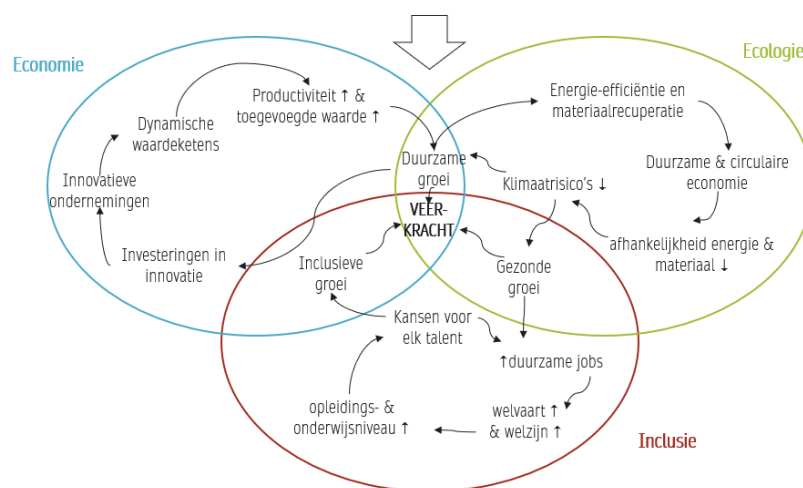 Economie
Ecologie
Productiviteit ↑ &
toegevoegde waarde ↑
Dynamische
waardeketens
Innovatieve
ondernemingen
Investeringen in
innovatie
Duurzame
groei
VEER-
KRACHT
Energie-efficiëntie en
materiaalrecuperatie
Duurzame & circulaire
economie
afhankelijkheid energie &
materiaal ↓
Klimaatrisico's ↓
Inclusieve
groei
Gezonde
groei
Kansen voor
elk talent
↑duurzame jobs
welvaart ↑
& welzijn ↑
opleidings- &
onderwijsniveau ↑
Inclusie